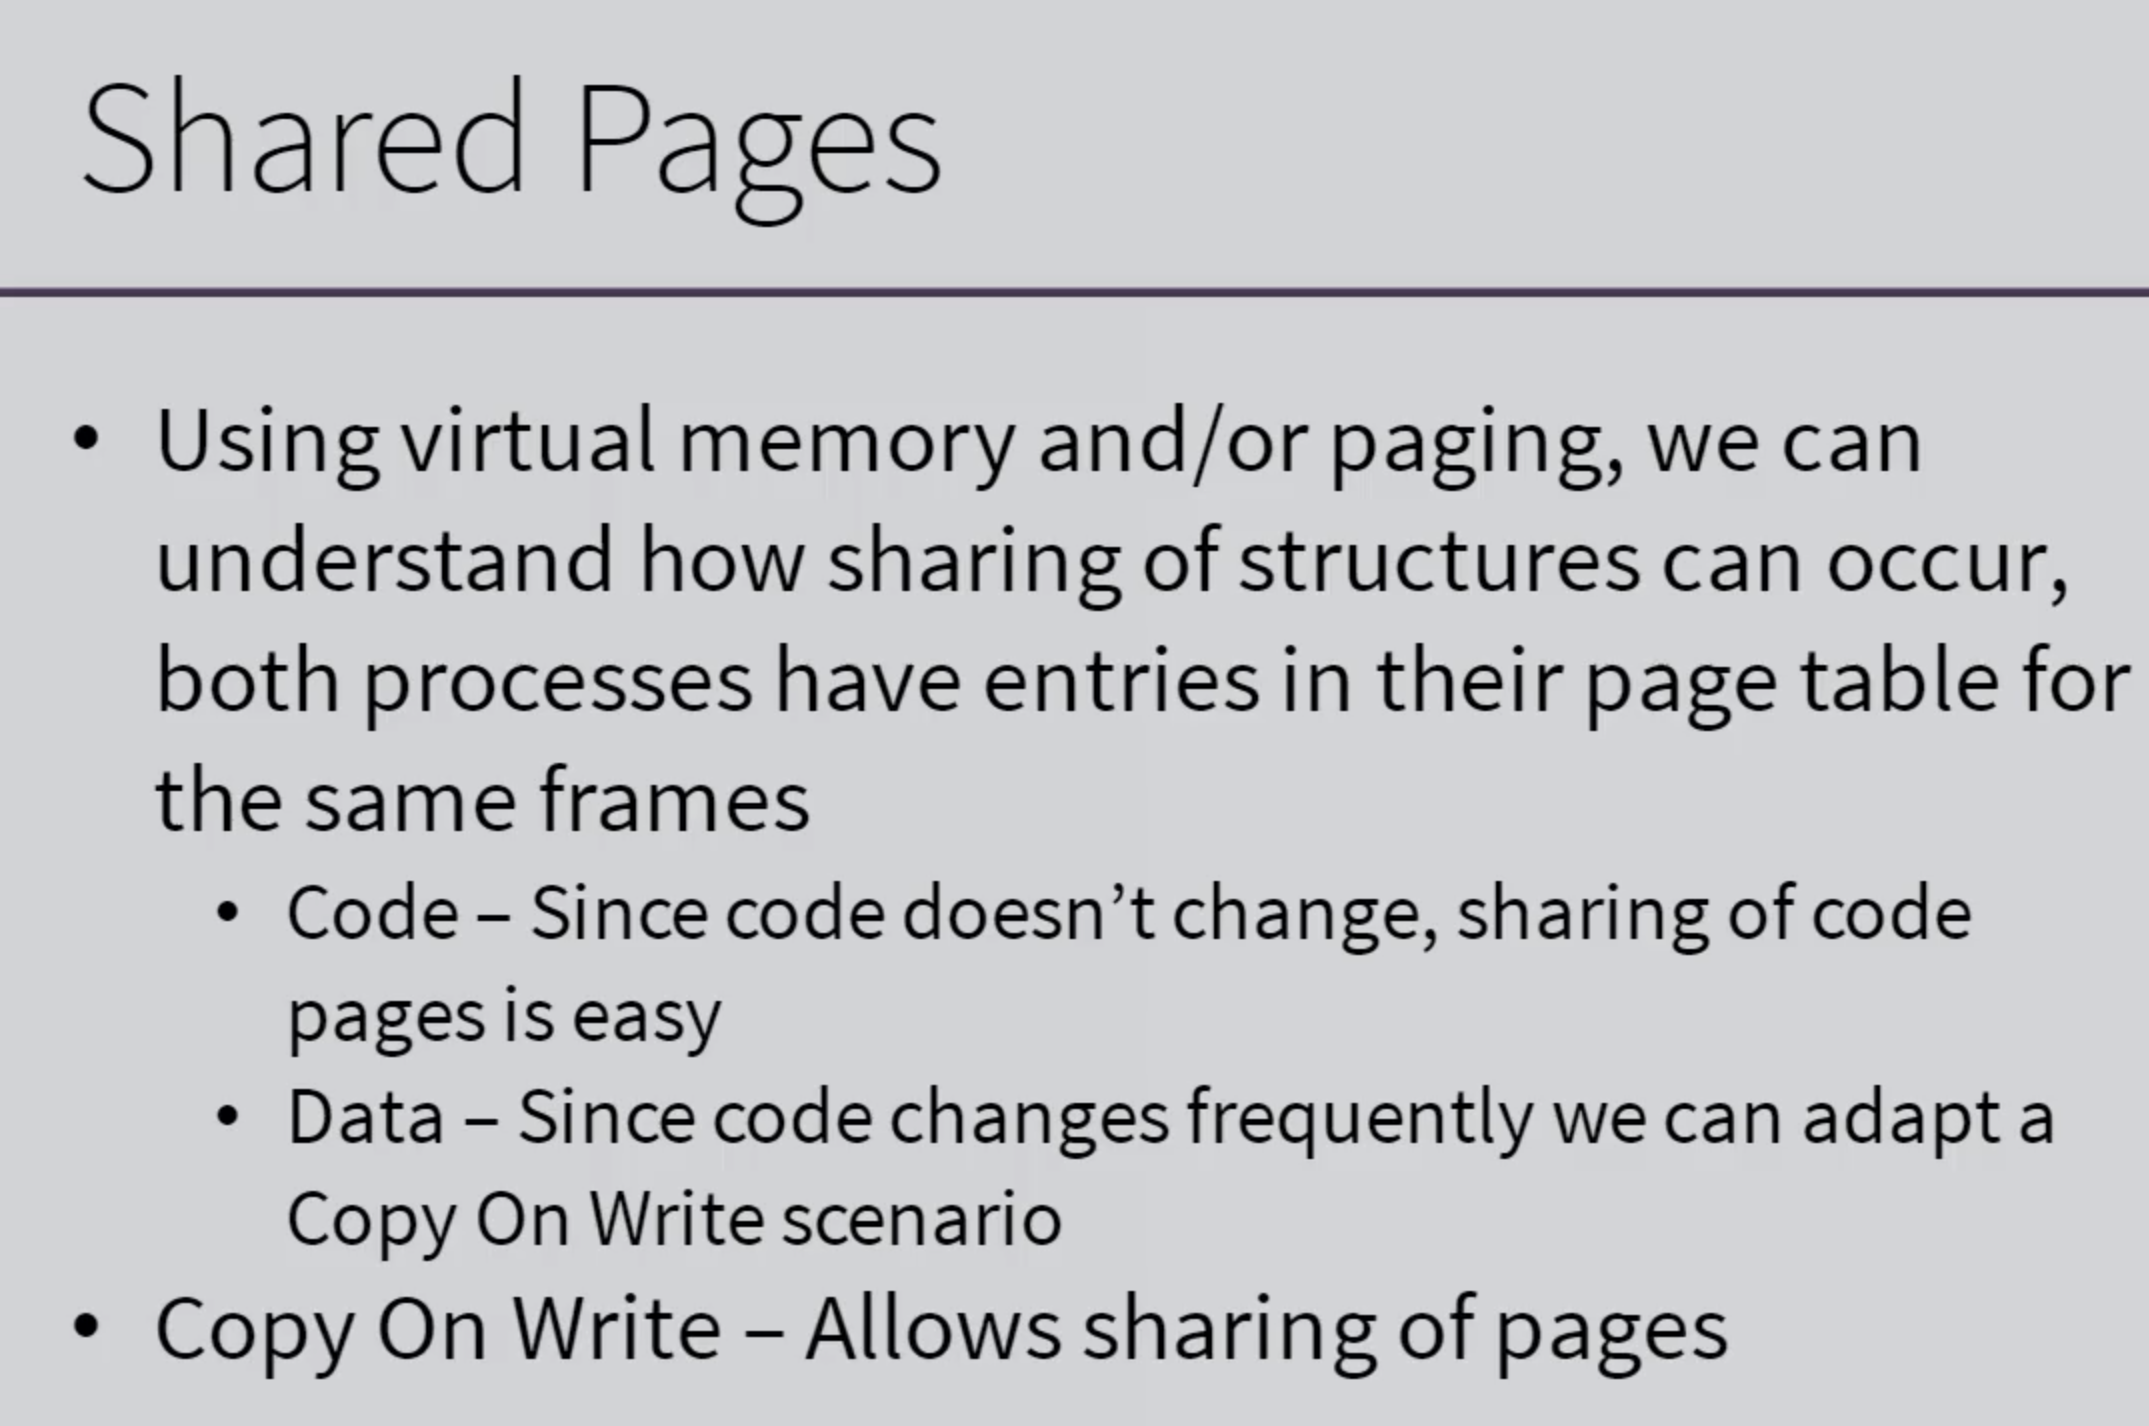 Shared Pages
• Using virtual memory and/or paging, we can
understand how sharing of structures can occur,
both processes have entries in their page table for
the same frames
• Code – Since code doesn’t change, sharing of code
pages is easy
• Data – Since code changes frequently we can adapt a
Copy On Write scenario
• Copy On Write – Allows sharing of pages